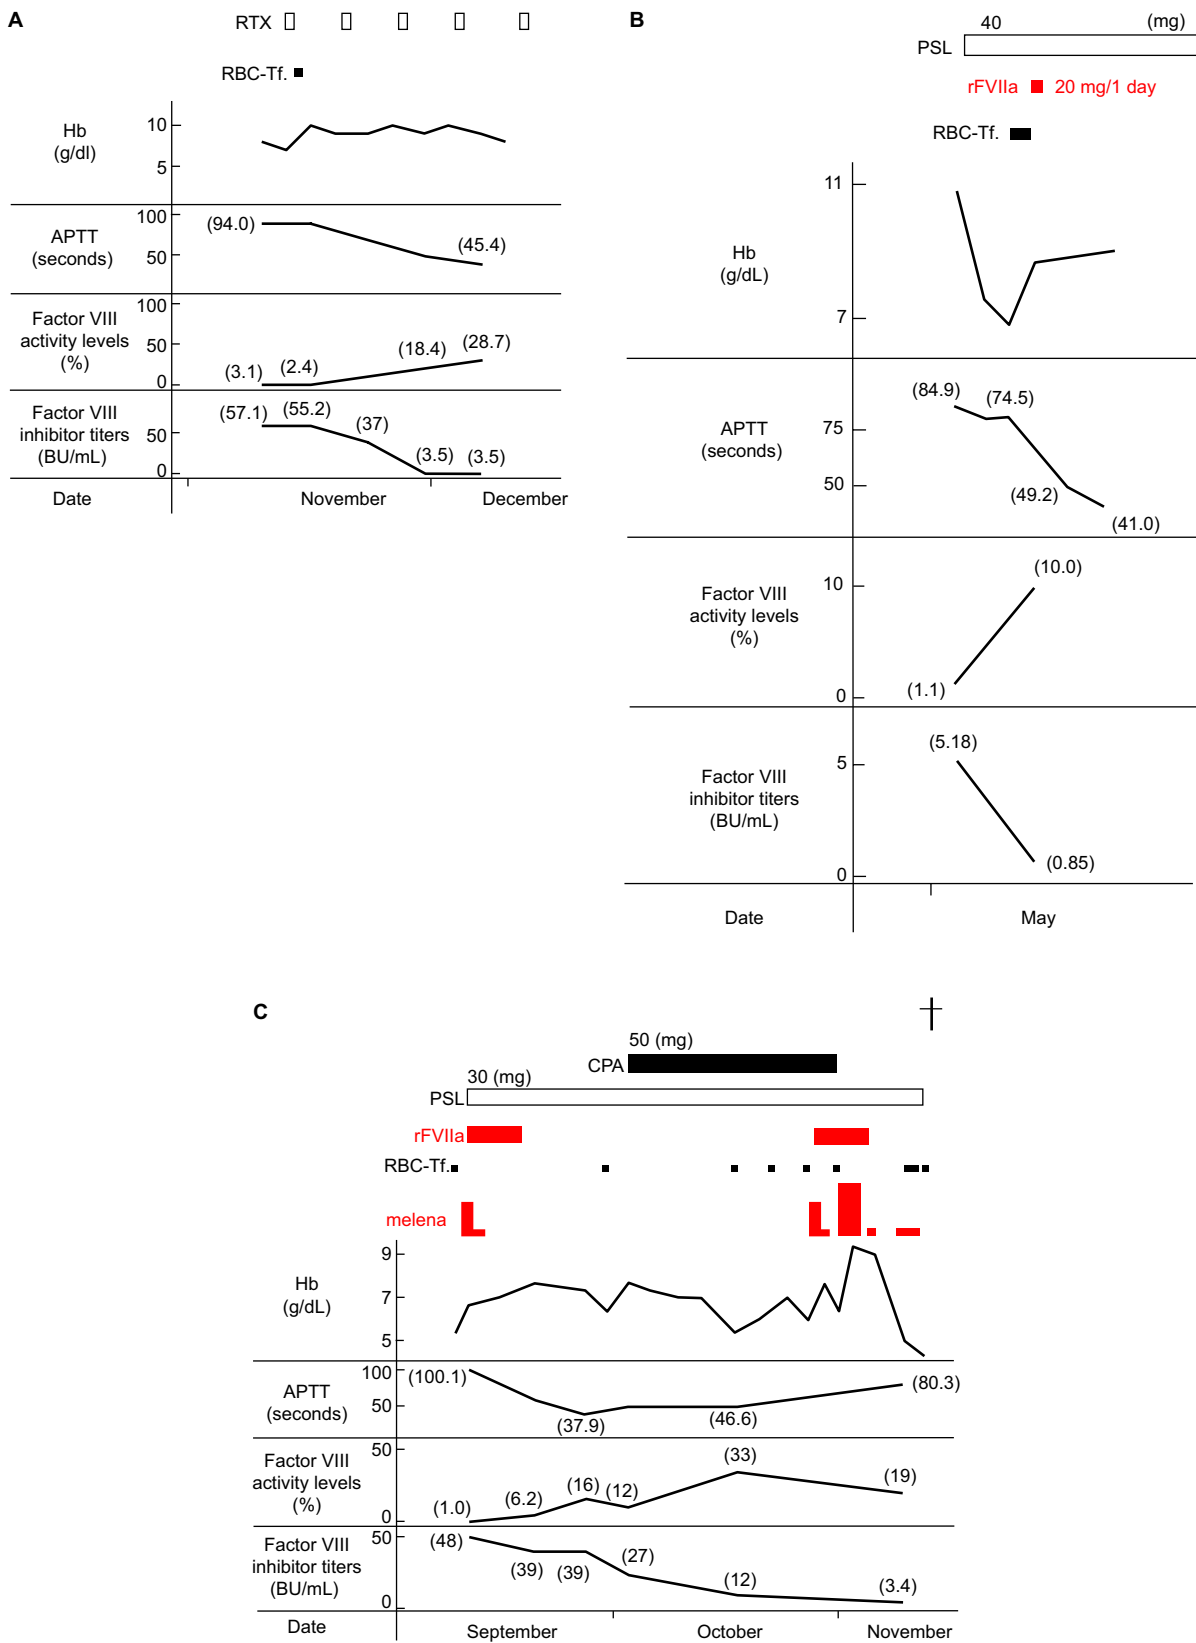 A
RTX
RBC-Tf.
Hb
(g/dl)
10
5
APTT
(seconds)
100
50
(94.0)
(45.4)
Factor VIII
activity levels
(%)
100
50
0
(3.1)
(2.4)
(18.4)
(28.7)
Factor VIII
inhibitor titers
(BU/mL)
50
0
(57.1)
(55.2)
(37)
(3.5)
(3.5)
Date
November
December
B
40
(mg)
PSL
rFVIIa
20 mg/1 day
RBC-Tf.
Hb
(g/dL)
11
7
APTT
(seconds)
75
50
(84.9)
(74.5)
(49.2)
(41.0)
Factor VIII
activity levels
(%)
10
0
(10.0)
(1.1)
Factor VIII
inhibitor titers
(BU/mL)
5
0
(5.18)
(0.85)
Date
May
C
50 (mg)
CPA
30 (mg)
PSL
rFVIIa
RBC-Tf.
melena
Hb
(g/dL)
9
7
5
APTT
(seconds)
100
50
(100.1)
(37.9)
(46.6)
(80.3)
Factor VIII
activity levels
(%)
50
0
(1.0)
(6.2)
(16)
(12)
(33)
(19)
Factor VIII
inhibitor titers
(BU/mL)
50
0
(48)
(39)
(39)
(27)
(12)
(3.4)
Date
September
October
November